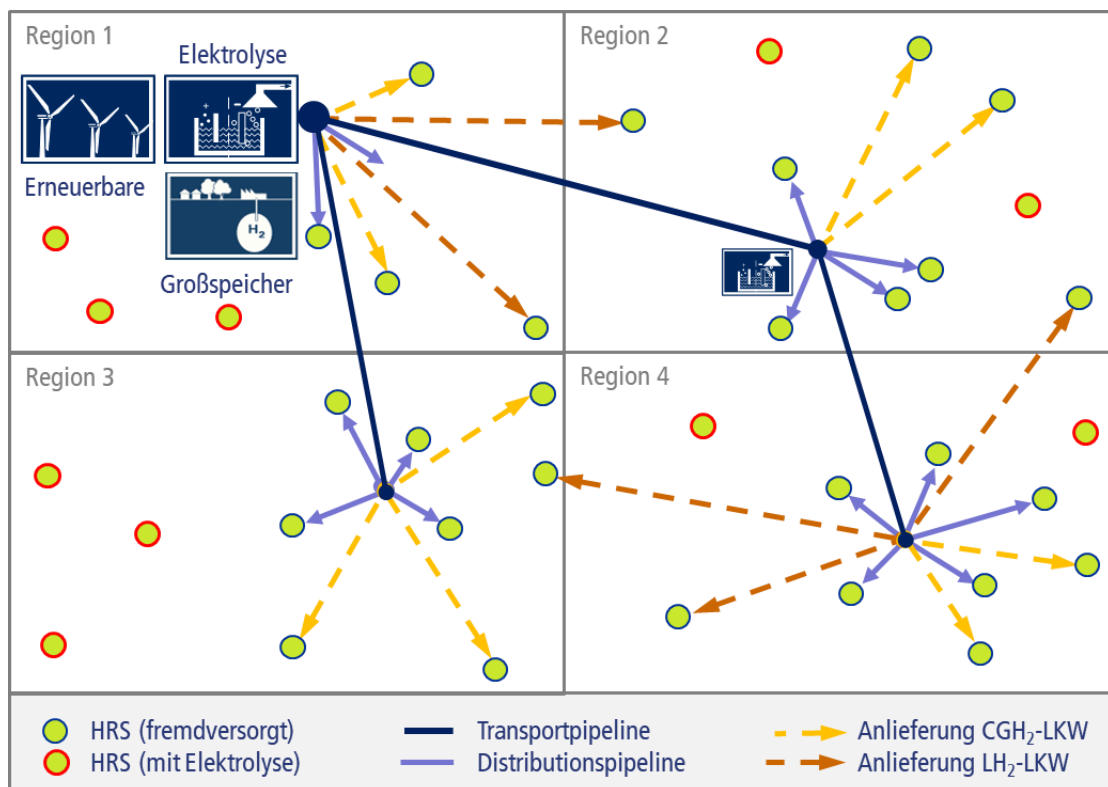 Region 1
Elektrolyse
Erneuerbare
H₂
Großspeicher
Region 2
Region 3
Region 4
HRS (fremdversorgt)
HRS (mit Elektrolyse)
Transportpipeline
Distributionspipeline
Anlieferung CGH₂-LKW
Anlieferung LH₂-LKW